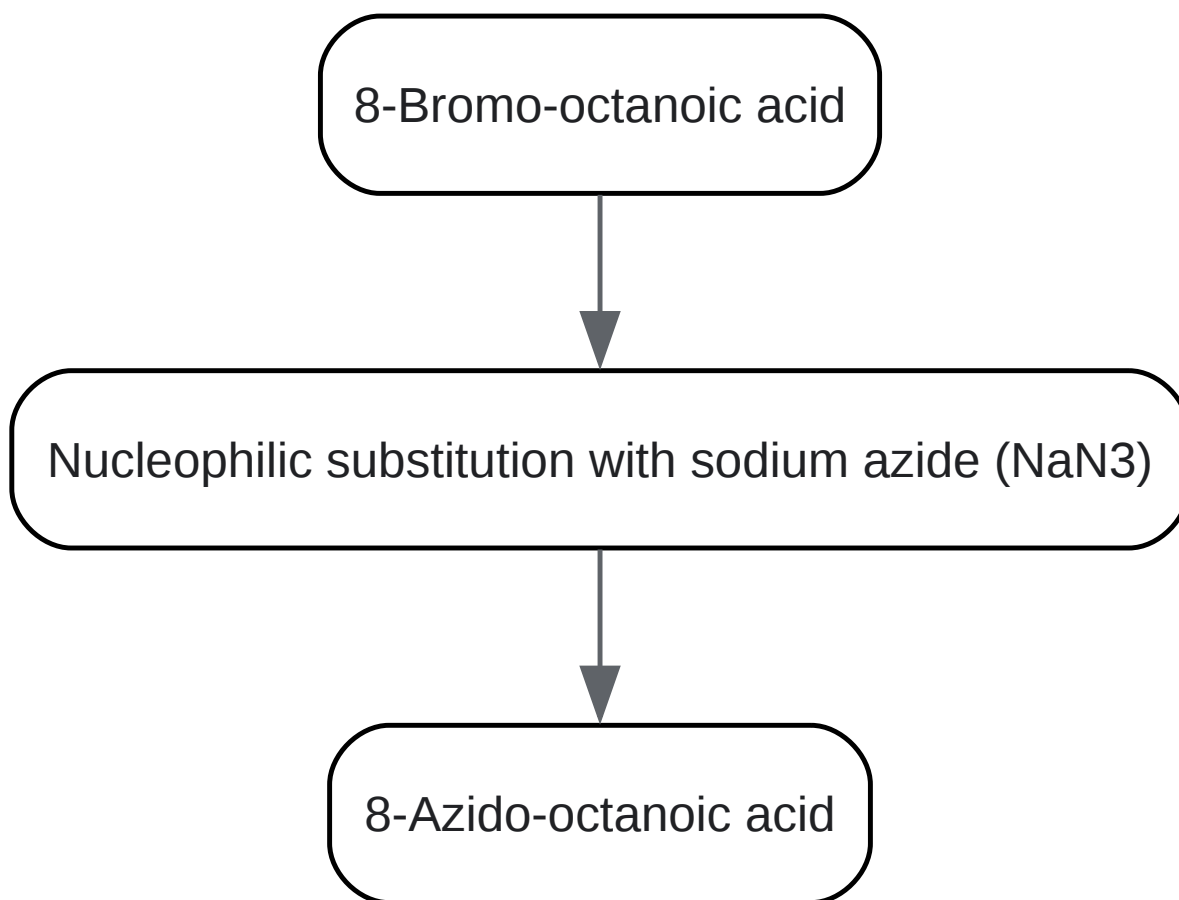 8-Bromo-octanoic acid
Nucleophilic substitution with sodium azide (NaN3)
8-Azido-octanoic acid